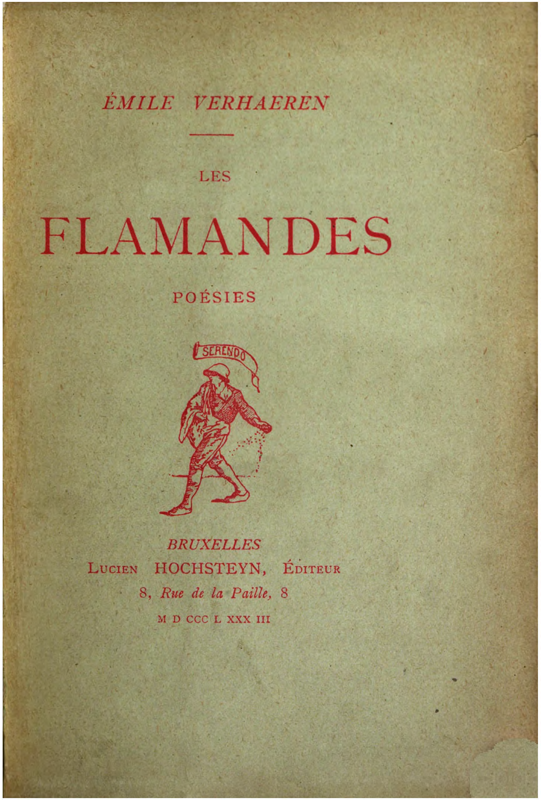 ÉMILE VERHAEREN
LES
FLAMANDES
POÉSIES
SERENDO
BRUXELLES
LUCIEN HOCHSTEYN, ÉDITEUR
8, Rue de la Paille, 8
M D CCC L XXX III